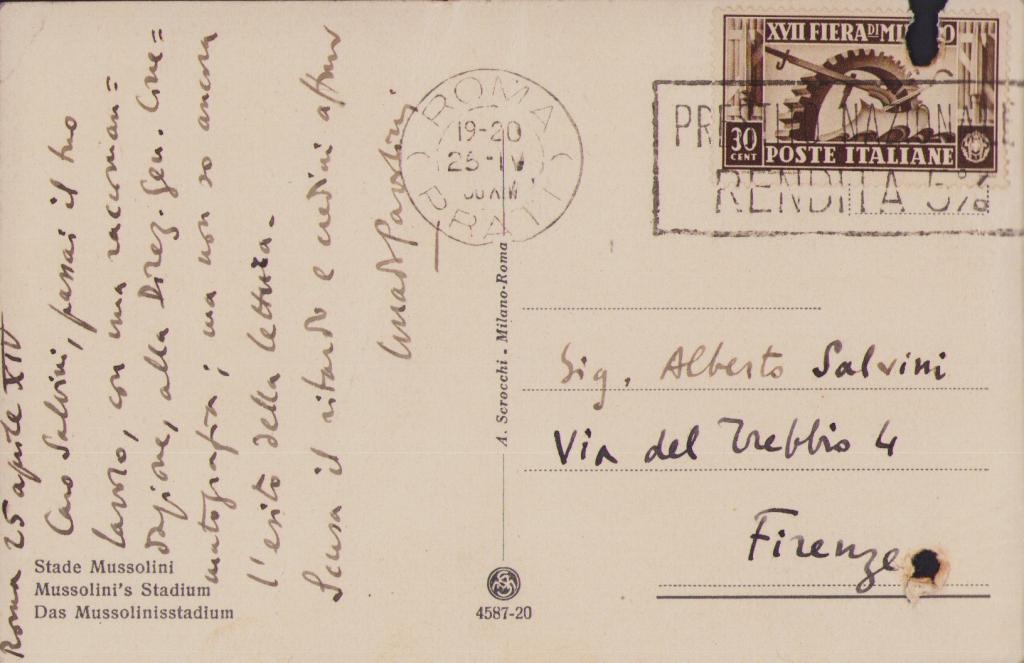 Roma 25 aprile XIV
Caro Salvini, passai il tuo
lavoro, con una raccoman=
dazione, alla Direz. Gen. Cine=
matografia; ma non so ancora
l'esito della lettura.
Scusa il ritardo e credimi
Stade Mussolini
Mussolini's Stadium
Das Mussolinisstadium
ROMA
19-20
25-IV
PRATI
A. Scrocchi - Milano-Roma
4587-20
XVII FIERA DI MILANO
30
CENT
POSTE ITALIANE
PRESTITO NAZIONALE
RENDITA 5%
Sig. Alberto Salvini
Via del Trebbio 4
Firenze